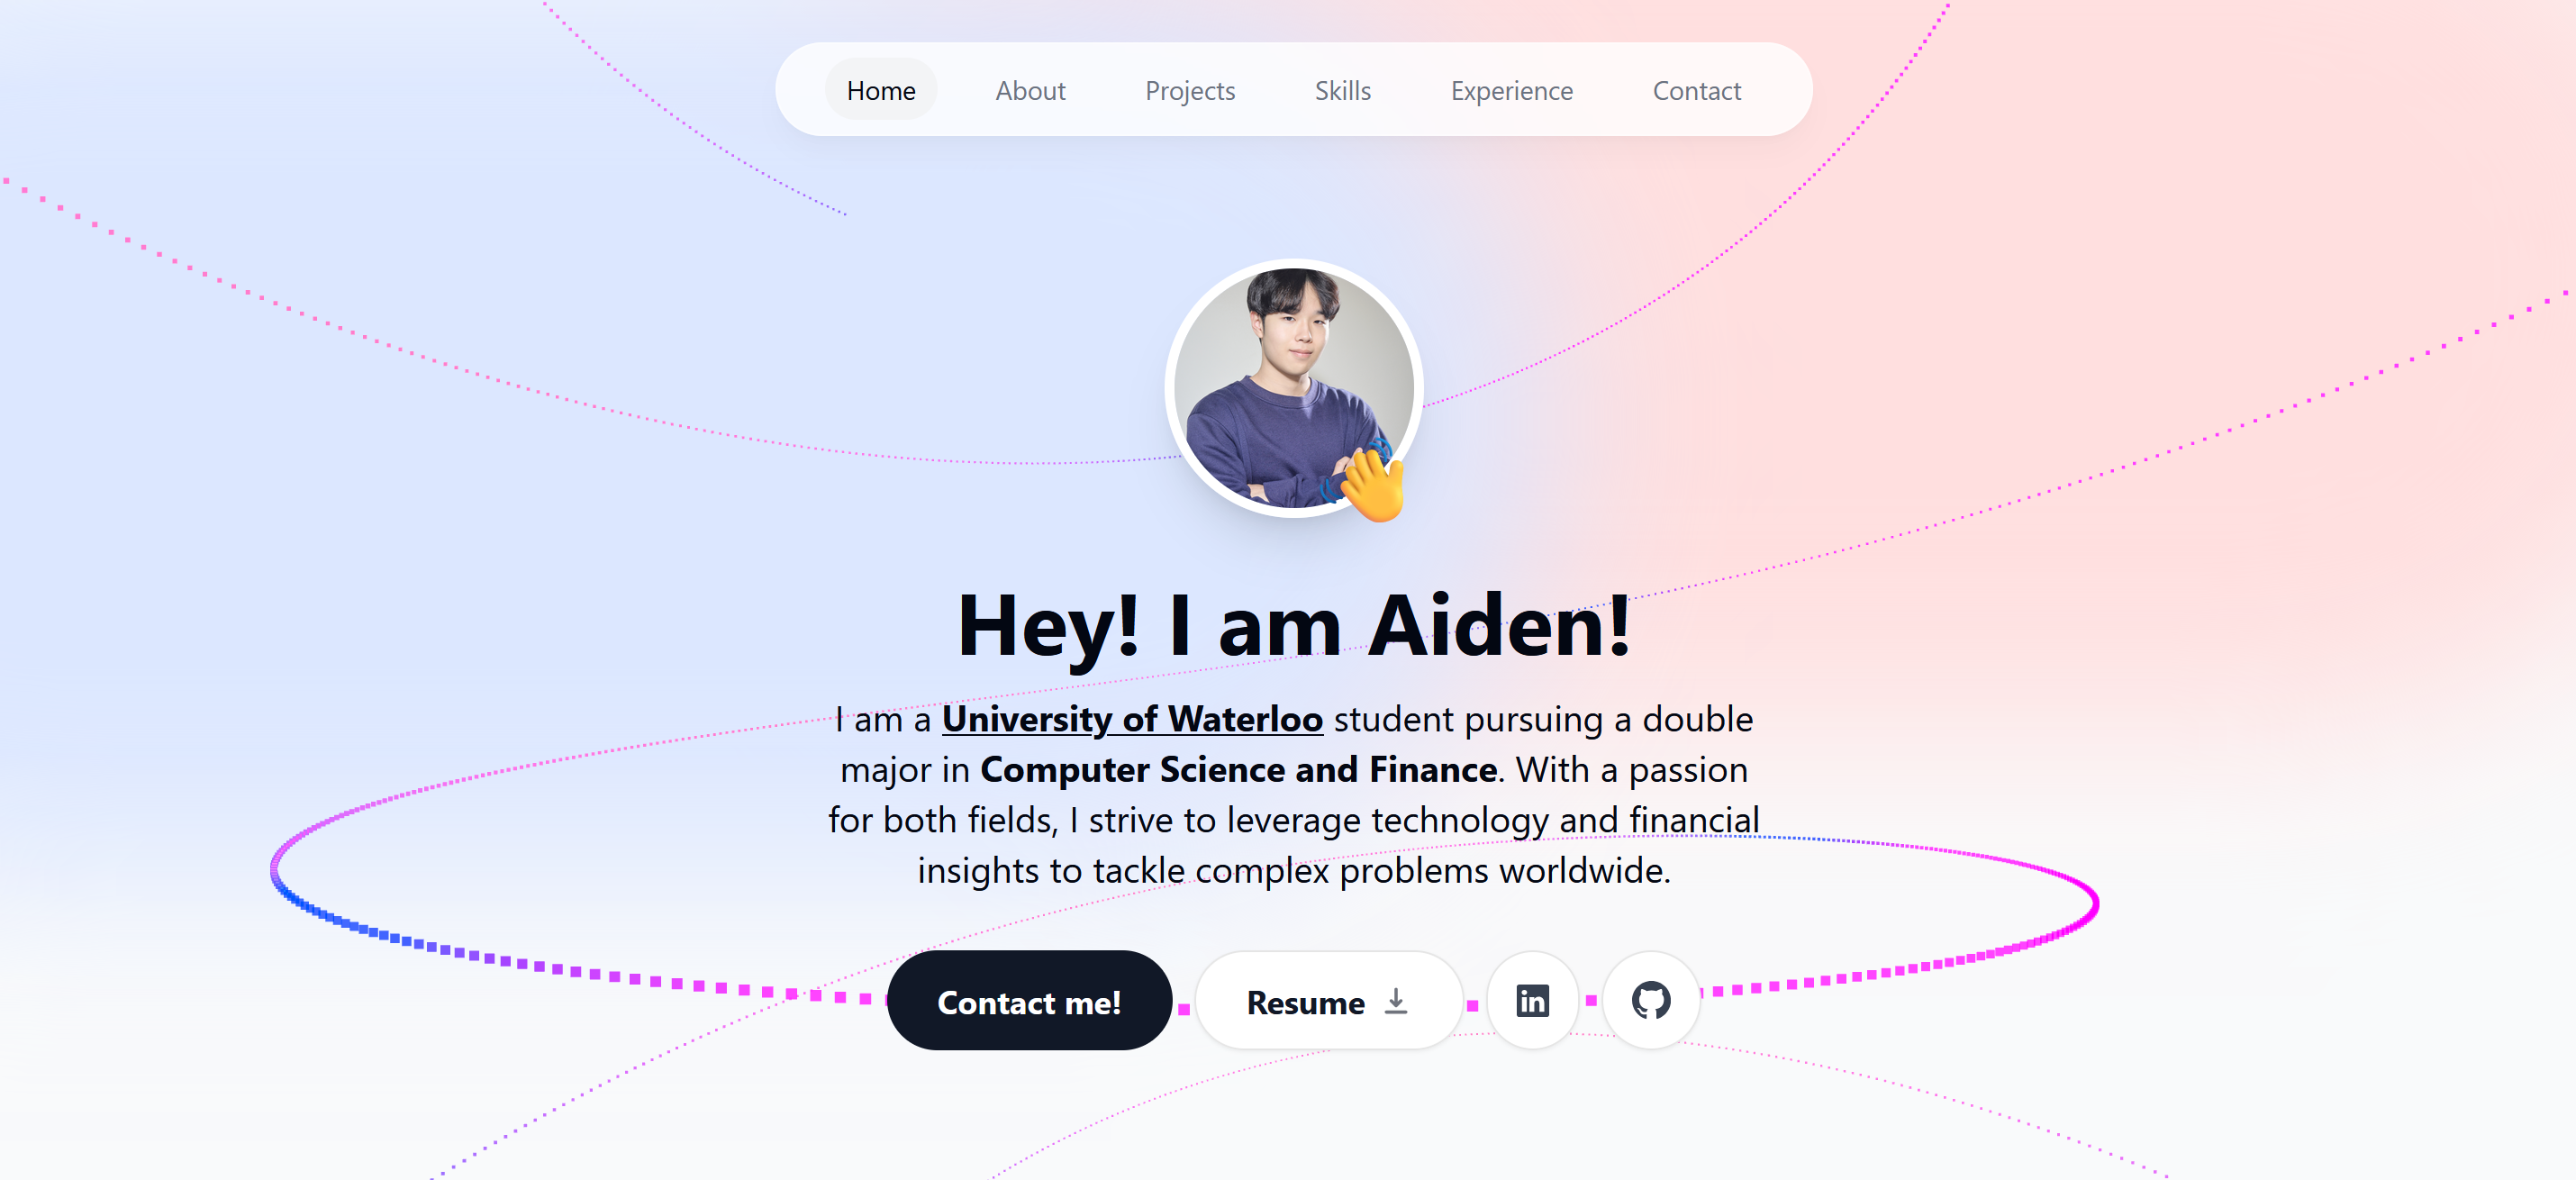 Home About Projects Skills Experience Contact
Hey! I am Aiden!
I am a University of Waterloo student pursuing a double
major in Computer Science and Finance. With a passion
for both fields, I strive to leverage technology and financial
insights to tackle complex problems worldwide.
Contact me! Resume in